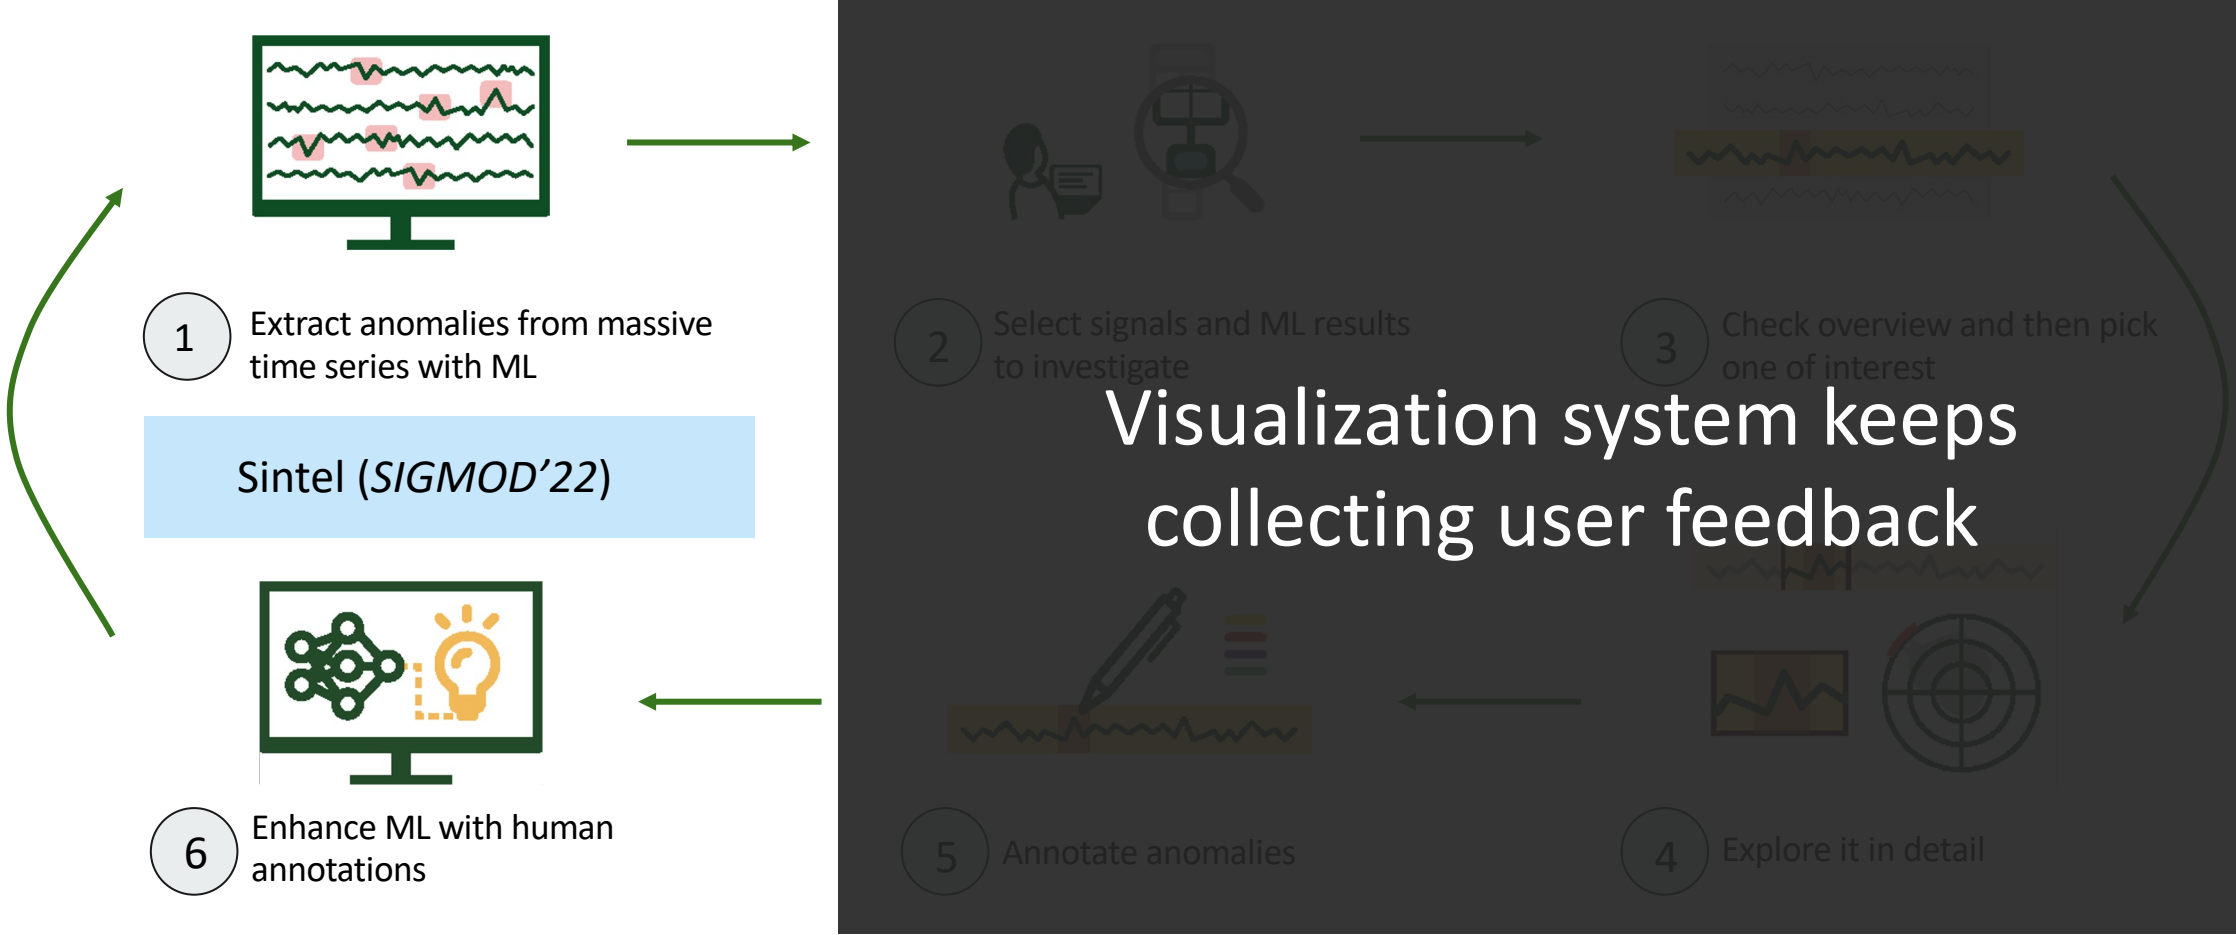 1
Extract anomalies from massive
time series with ML
2
Select signals and ML results
to investigate
3
Check overview and then pick
one of interest
Visualization system keeps
collecting user feedback
Sintel (SIGMOD’22)
6
Enhance ML with human
annotations
5
Annotate anomalies
4
Explore it in detail